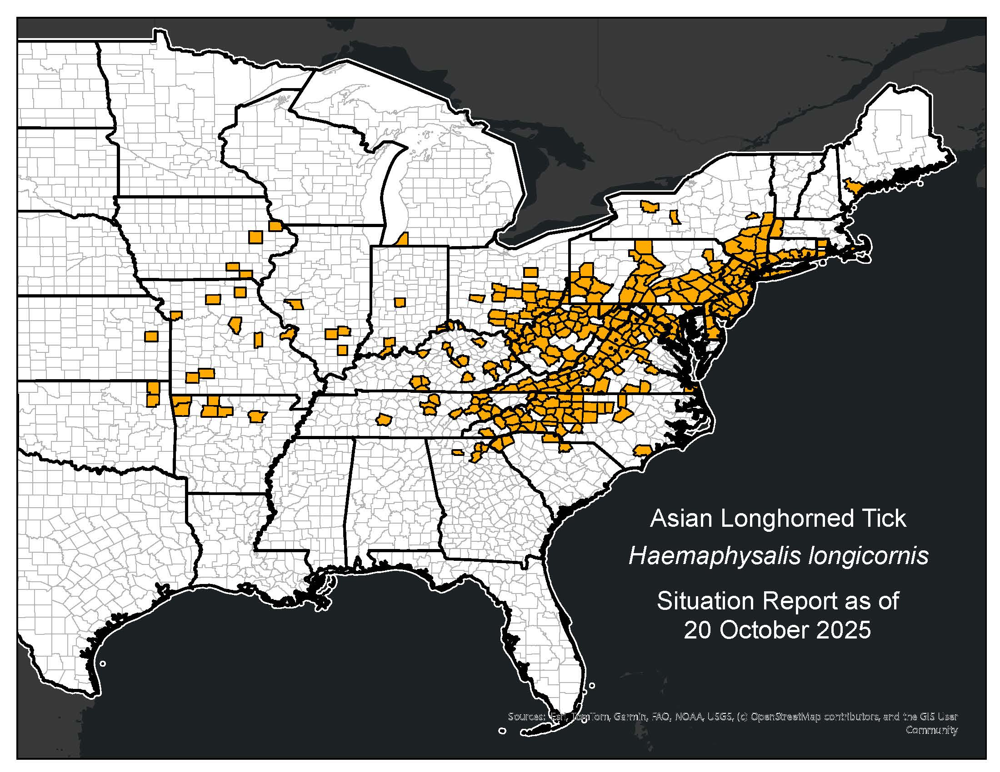 Asian Longhorned Tick
Haemaphysalis longicornis
Situation Report as of
20 October 2025
Sources: Esri, TomTom, Garmin, FAO, NOAA, USGS, (c) OpenStreetMap contributors, and the GIS User
Community